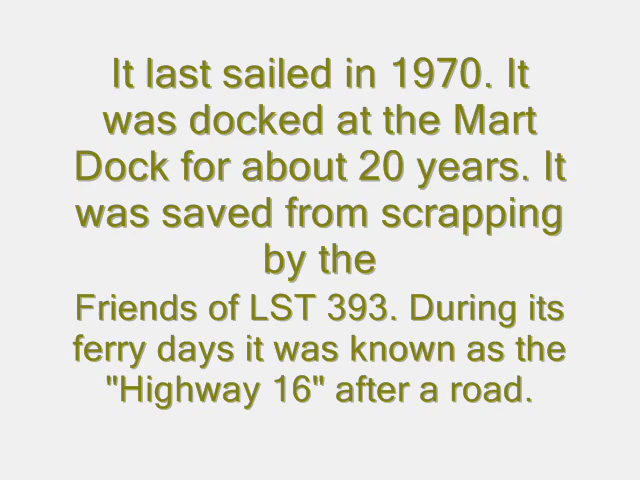 It last sailed in 1970. It
was docked at the Mart
Dock for about 20 years. It
was saved from scrapping
by the
Friends of LST 393. During its
ferry days it was known as the
"Highway 16" after a road.